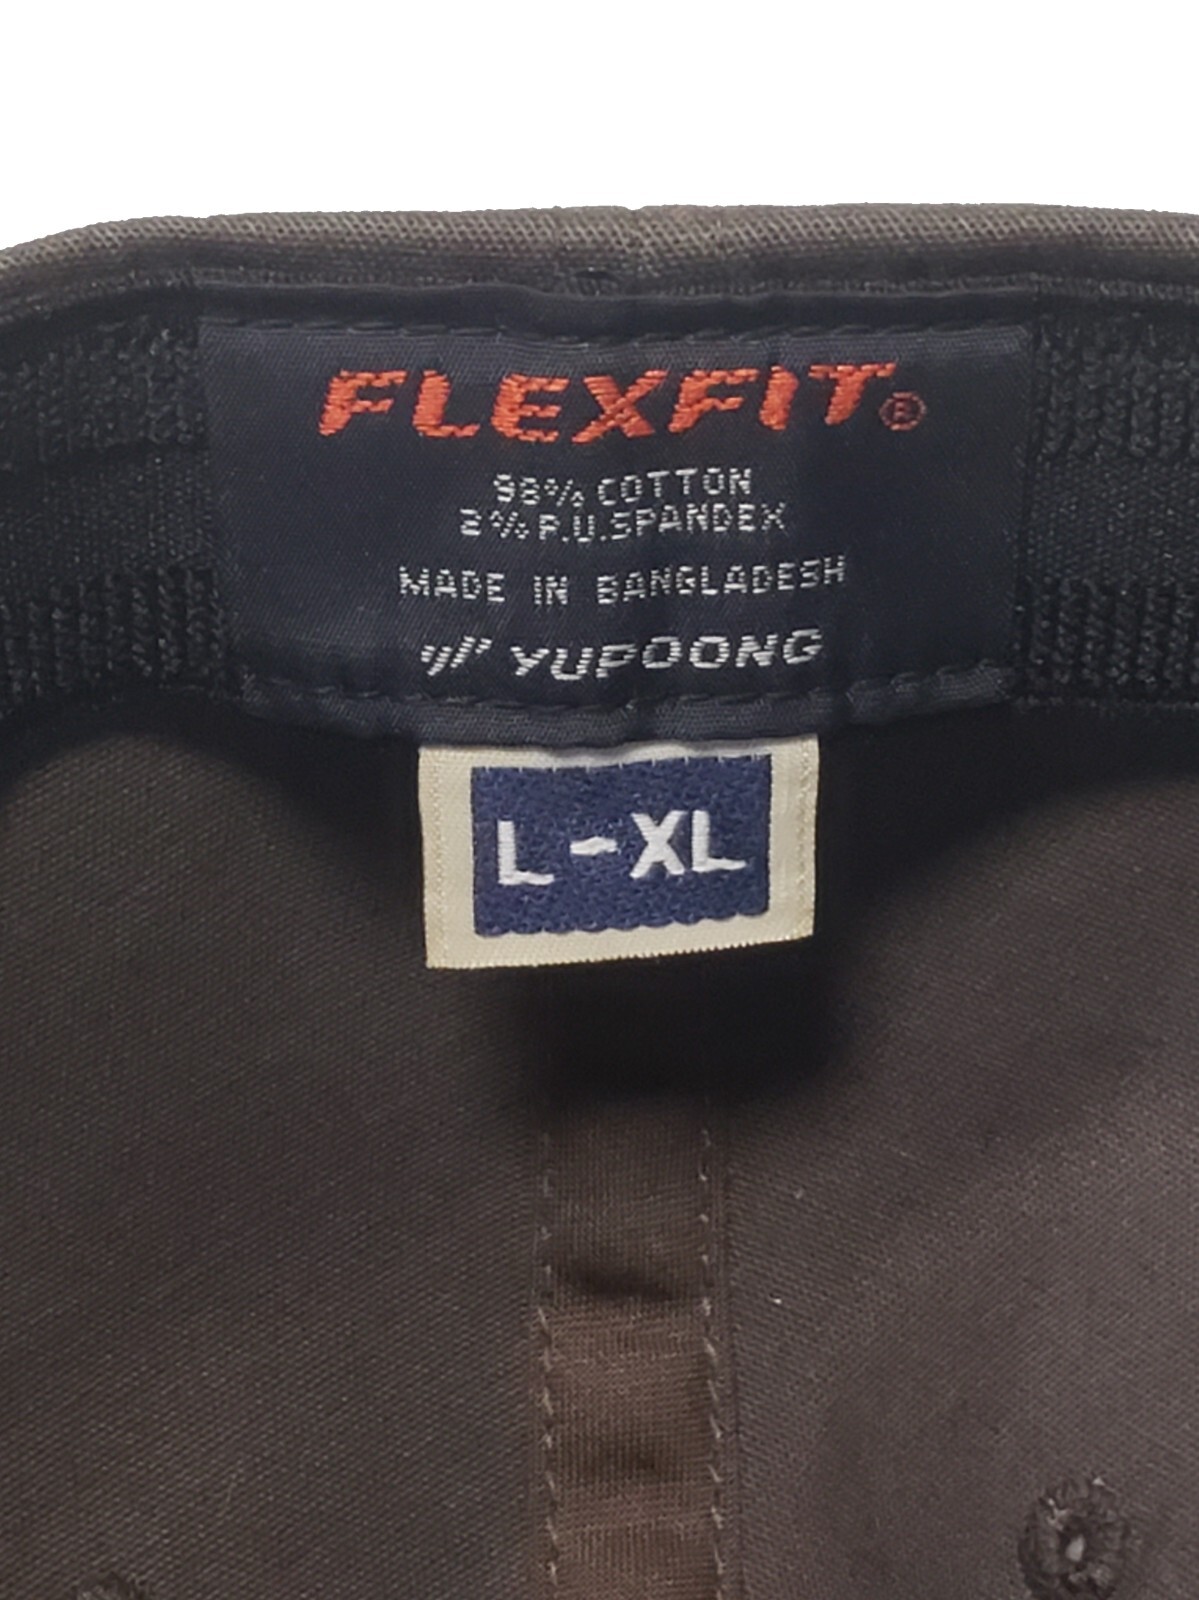 FLEXFIT®
98% COTTON
2% P.U.SPANDEX
MADE IN BANGLADESH
YUPOONG
L-XL